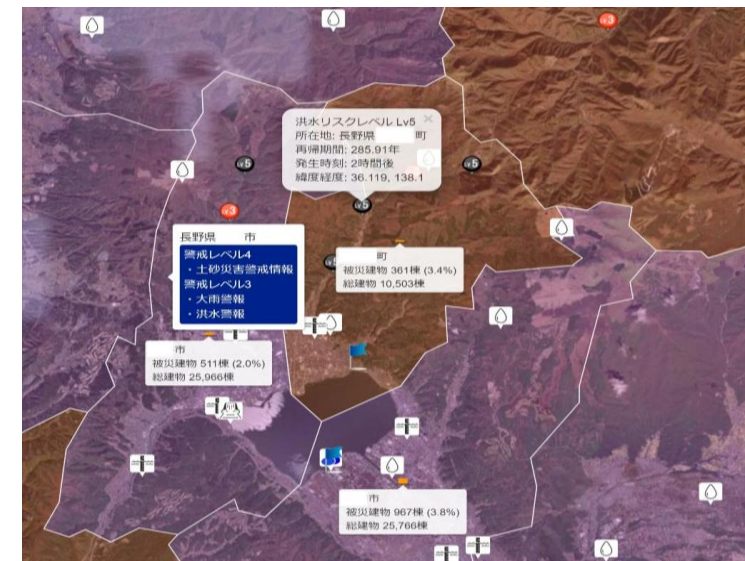 Lv3
洪水リスクレベル Lv5
所在地: 長野県 町
再帰期間: 285.91年
発生時刻: 2時間後
緯度経度: 36.119, 138.1
Lv5
Lv5
Lv5
Lv3
長野県 市
警戒レベル4
・土砂災害警戒情報
警戒レベル3
・大雨警報
・洪水警報
町
被災建物 361棟 (3.4%)
総建物 10,503棟
市
被災建物 511棟 (2.0%)
総建物 25,966棟
市
被災建物 967棟 (3.8%)
総建物 25,766棟